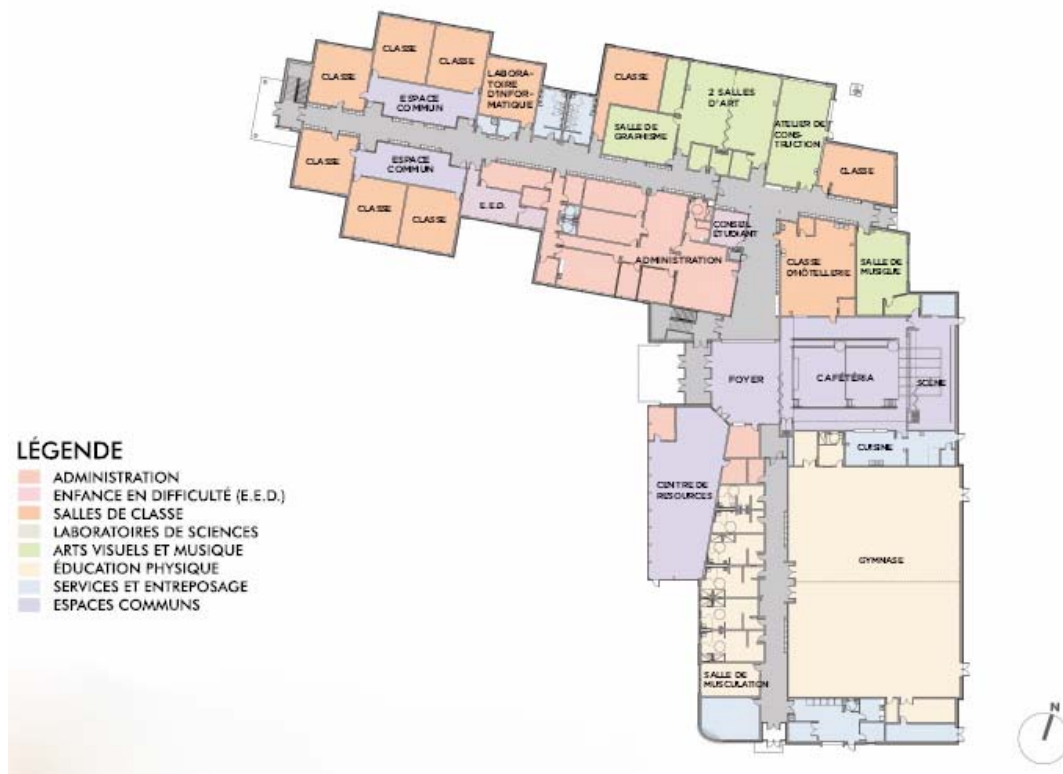 CLASSE
CLASSE
CLASSE
LABORA-
TOIRE
D'INFOR-
MATIQUE
ESPACE
COMMUN
CLASSE
2 SALLES
D'ART
SALLE DE
GRAPHISME
ATELIER DE
CONS-
TRUCTION
CLASSE
CLASSE
ESPACE
COMMUN
CLASSE
CLASSE
E.E.D.
CONSEIL
ÉTUDIANT
ADMINISTRATION
CLASSE
D'HÔTELLERIE
SALLE DE
MUSIQUE
FOYER
CAFÉTÉRIA
SCÈNE
CUISINE
CENTRE DE
RESOURCES
GYMNASE
SALLE DE
MUSCULATION
LÉGENDE
ADMINISTRATION
ENFANCE EN DIFFICULTÉ (E.E.D.)
SALLES DE CLASSE
LABORATOIRES DE SCIENCES
ARTS VISUELS ET MUSIQUE
ÉDUCATION PHYSIQUE
SERVICES ET ENTREPOSAGE
ESPACES COMMUNS
N